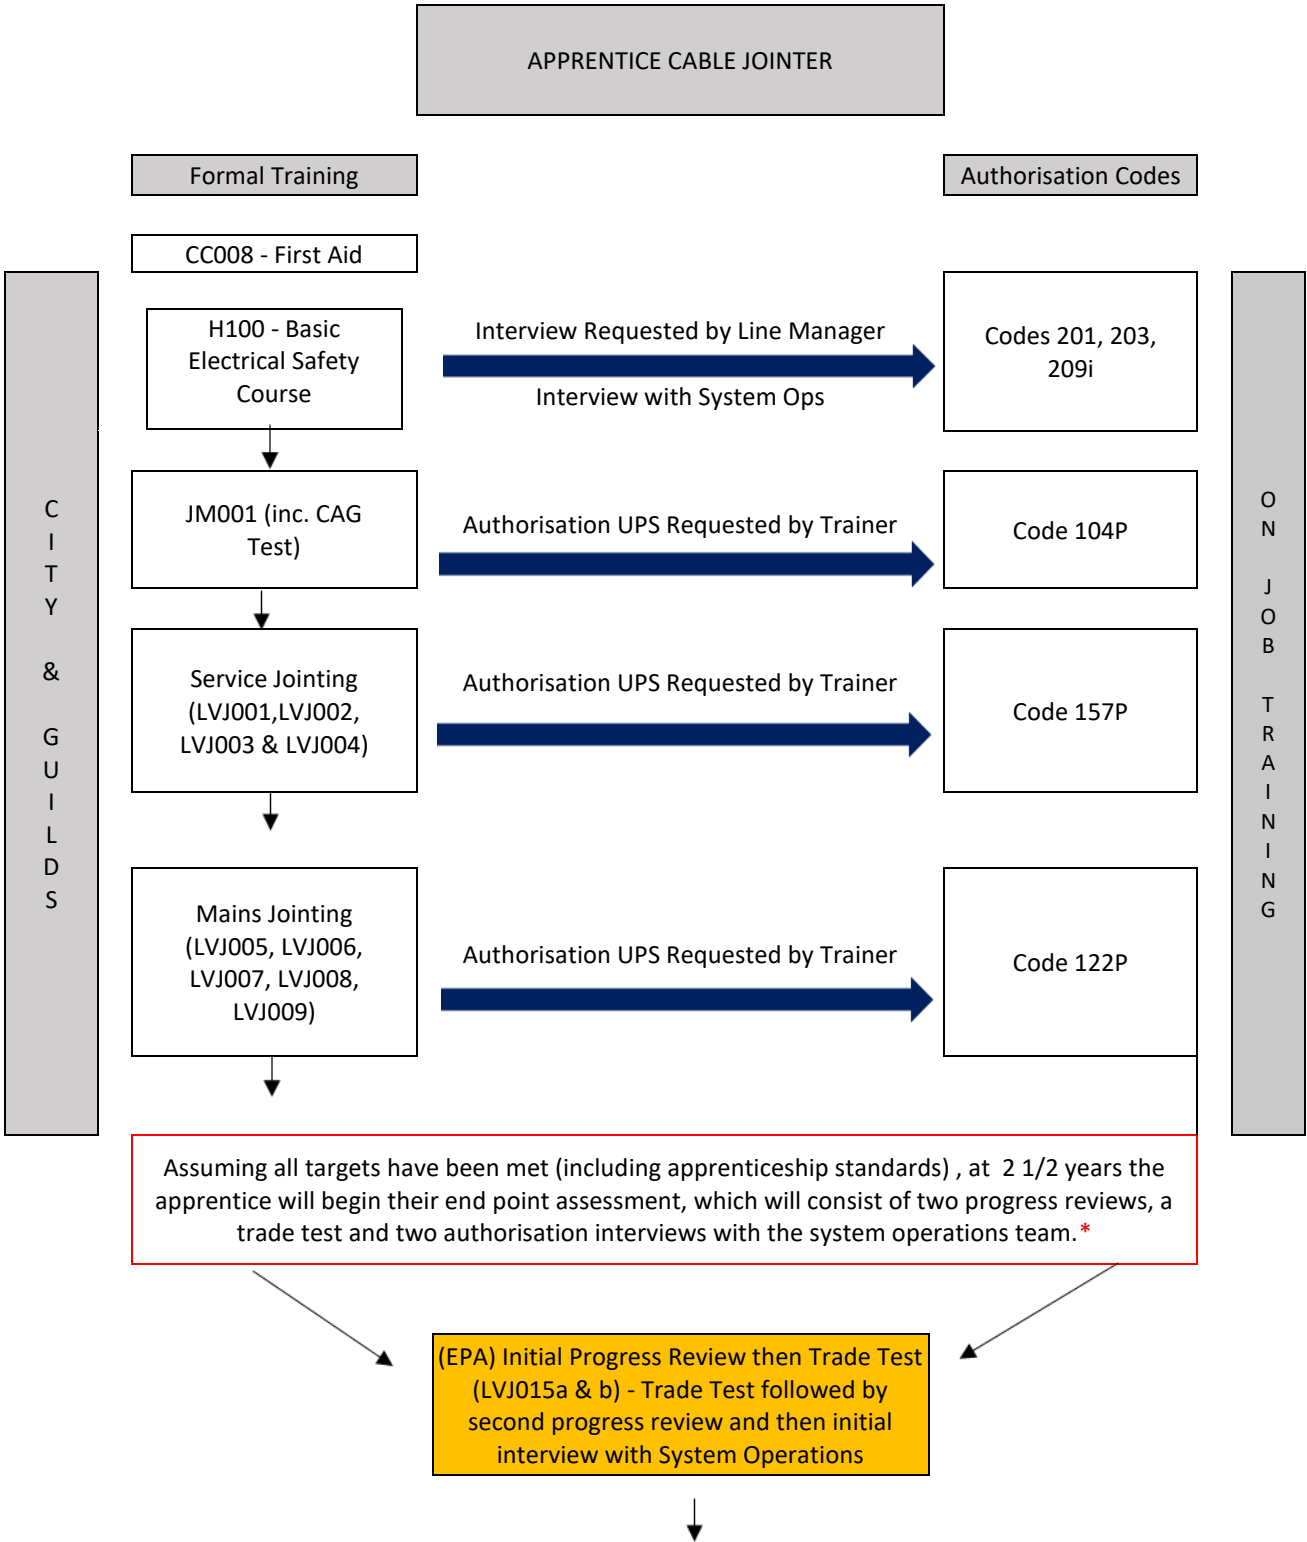 APPRENTICE CABLE JOINTER
Formal Training
Authorisation Codes
CC008 - First Aid
H100 - Basic
Electrical Safety
Course
Interview Requested by Line Manager
Interview with System Ops
Codes 201, 203,
209i
JM001 (inc. CAG
Test)
Authorisation UPS Requested by Trainer
Code 104P
Service Jointing
(LVJ001,LVJ002,
LVJ003 & LVJ004)
Authorisation UPS Requested by Trainer
Code 157P
Mains Jointing
(LVJ005, LVJ006,
LVJ007, LVJ008,
LVJ009)
Authorisation UPS Requested by Trainer
Code 122P
C
I
T
Y
&
G
U
I
L
D
S
O
N
J
O
B
T
R
A
I
N
I
N
G
Assuming all targets have been met (including apprenticeship standards) , at 2 1/2 years the
apprentice will begin their end point assessment, which will consist of two progress reviews, a
trade test and two authorisation interviews with the system operations team.*
(EPA) Initial Progress Review then Trade Test
(LVJ015a & b) - Trade Test followed by
second progress review and then initial
interview with System Operations